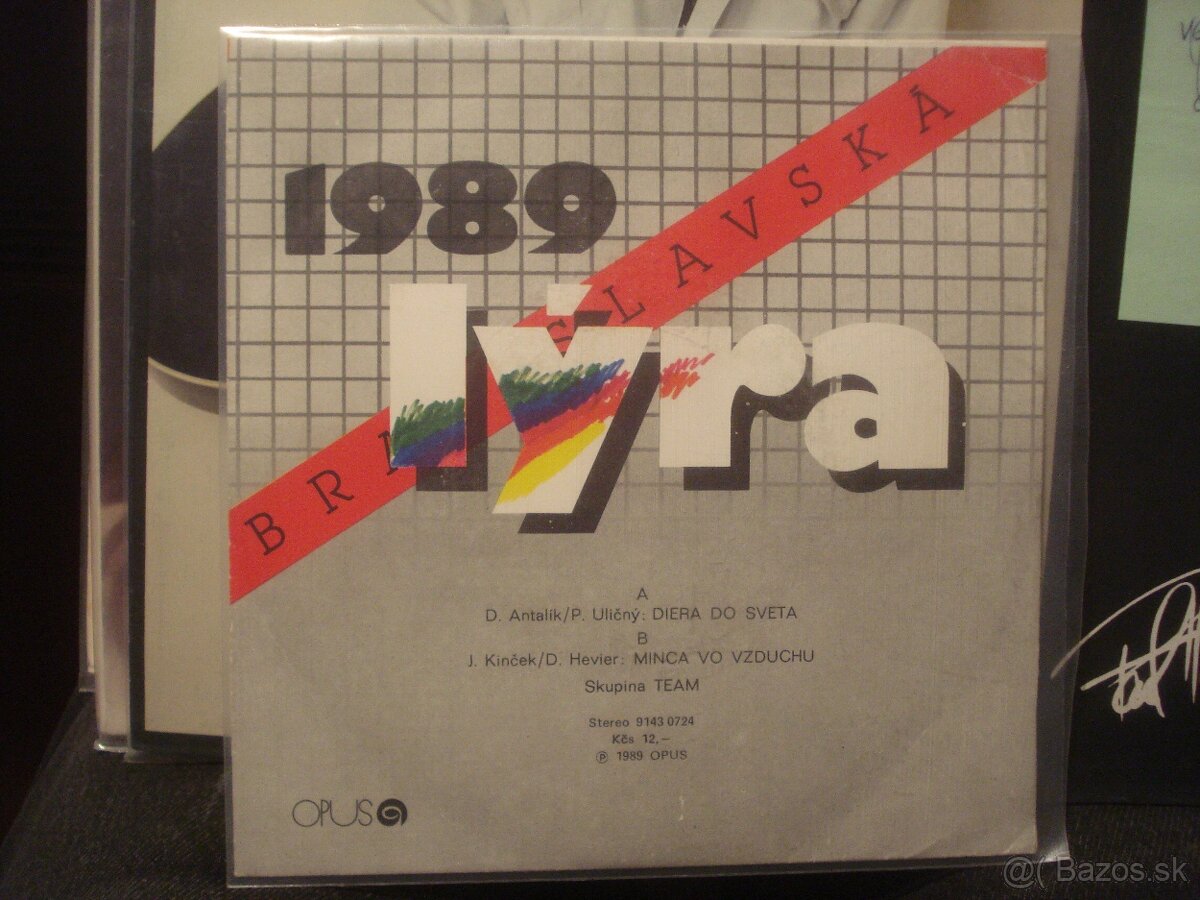 1989
BRATISLAVSKÁ
lýra
A
D. Antalík/P. Uličný: DIERA DO SVETA
B
J. Kinček/D. Hevier: MINCA VO VZDUCHU
Skupina TEAM
Stereo 9143 0724
Kčs 12,—
Ⓟ 1989 OPUS
OPUS
@( Bazos.sk